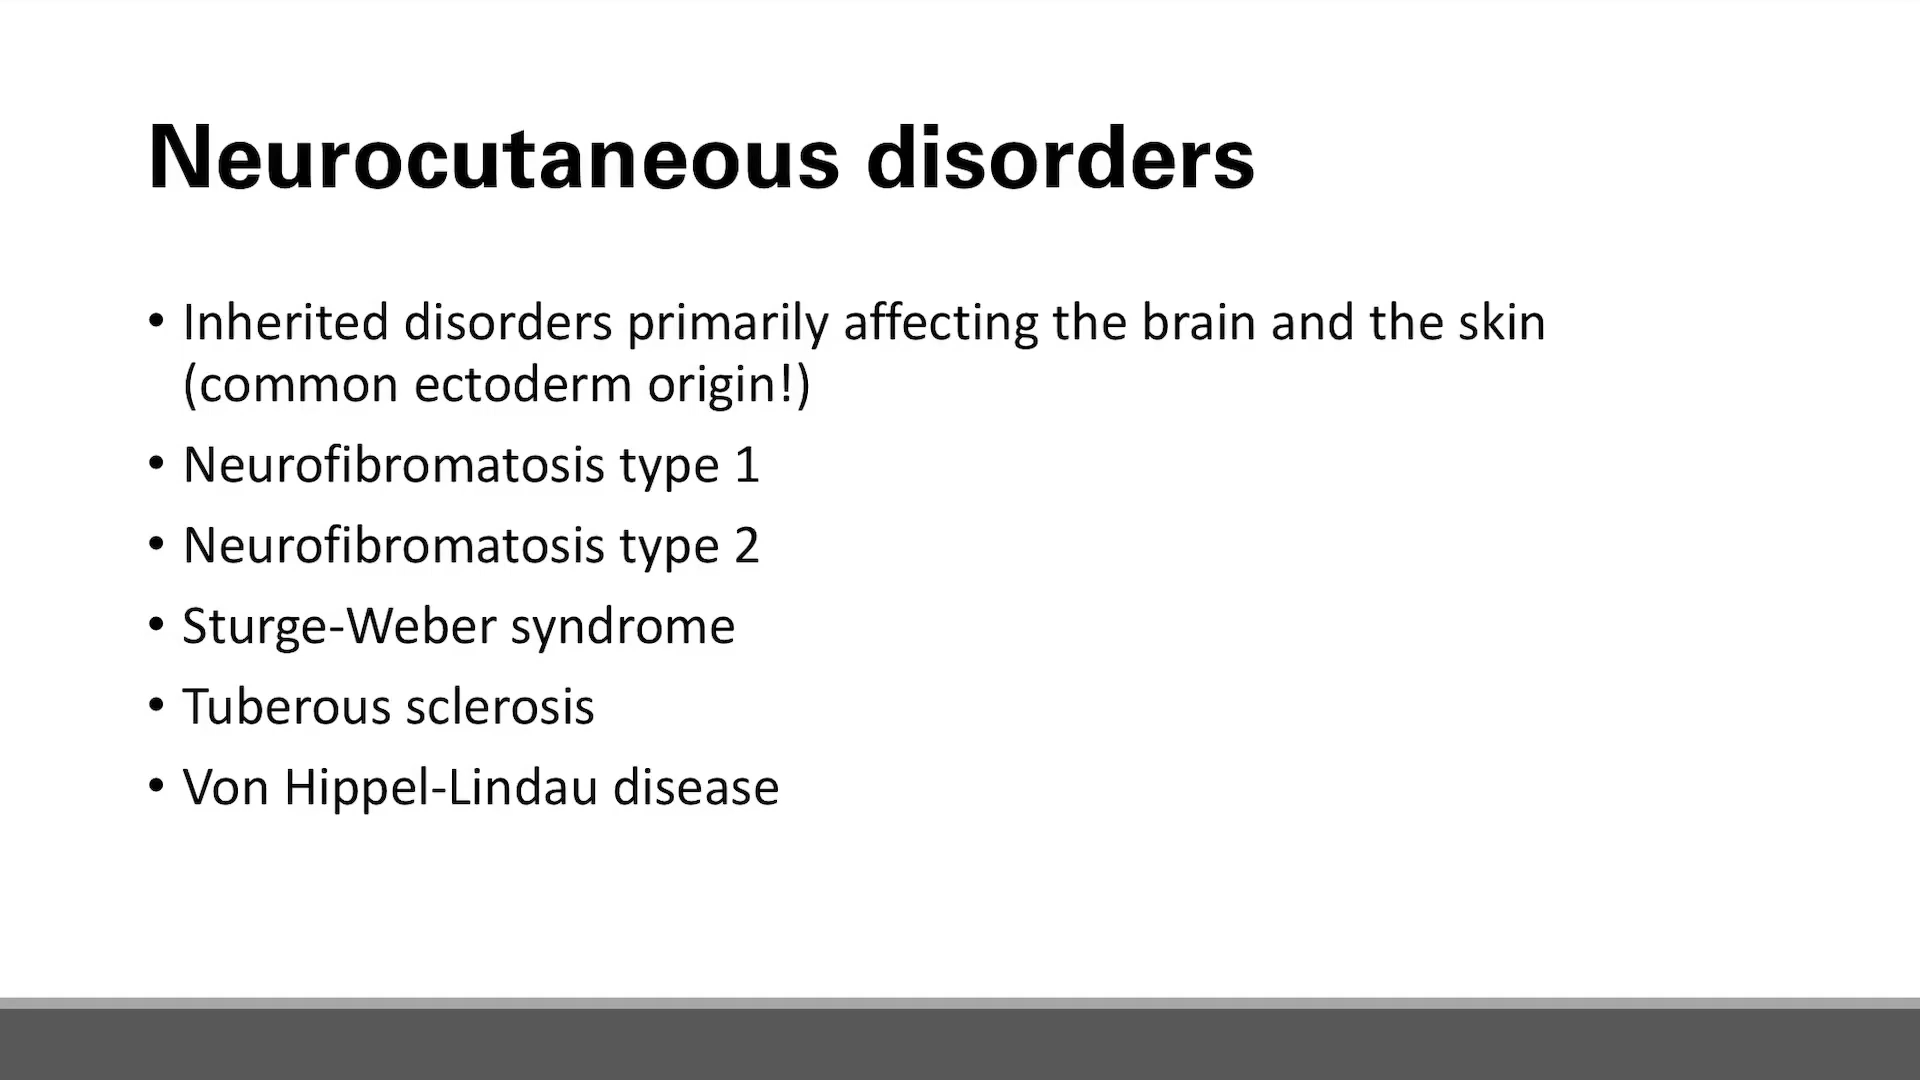 Neurocutaneous disorders
• Inherited disorders primarily affecting the brain and the skin
(common ectoderm origin!)
• Neurofibromatosis type 1
• Neurofibromatosis type 2
• Sturge-Weber syndrome
• Tuberous sclerosis
• Von Hippel-Lindau disease